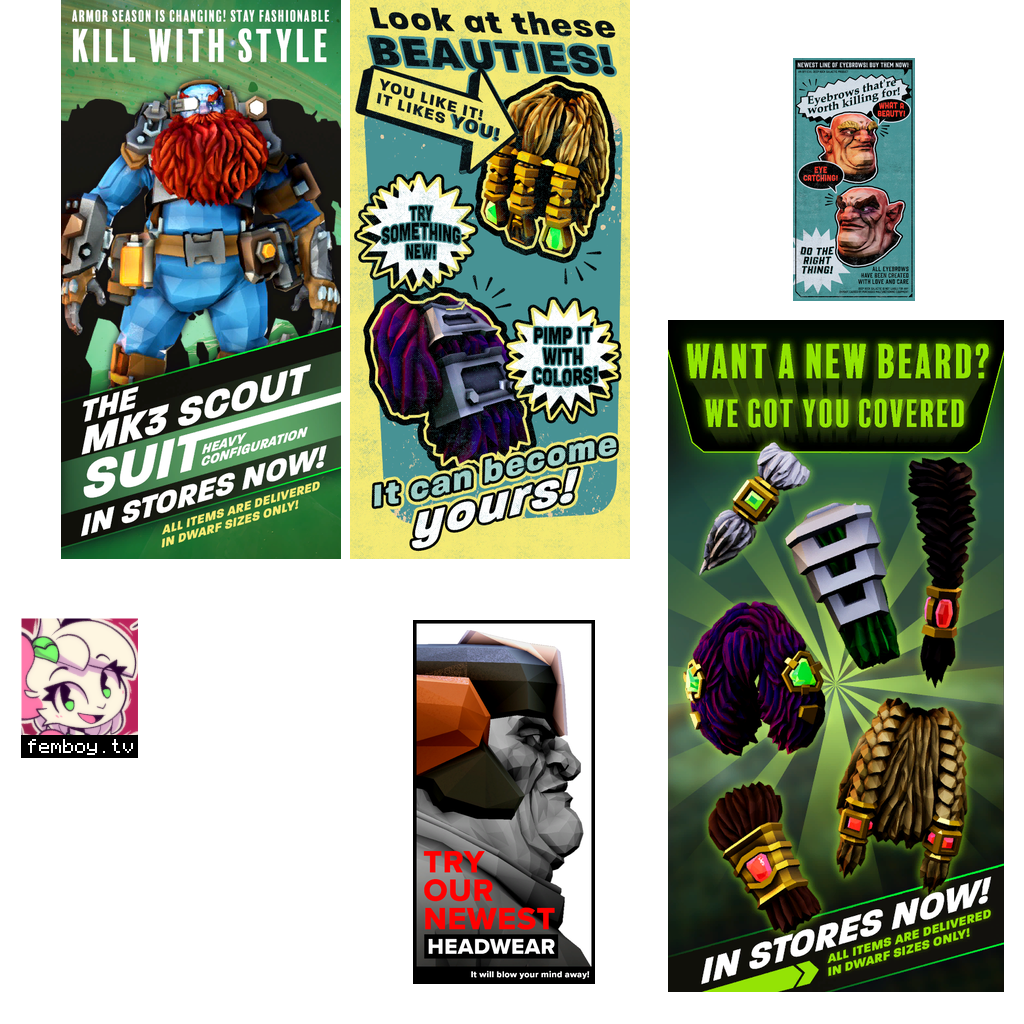 ARMOR SEASON IS CHANGING! STAY FASHIONABLE
KILL WITH STYLE
THE
MK3 SCOUT
SUIT HEAVY
CONFIGURATION
IN STORES NOW!
ALL ITEMS ARE DELIVERED
IN DWARF SIZES ONLY!
Look at these
BEAUTIES!
YOU LIKE IT!
IT LIKES YOU!
TRY
SOMETHING
NEW!
PIMP IT
WITH
COLORS!
It can become
yours!
NEWEST LINE OF EYEBROWS! BUY THEM NOW!
Eyebrows that're
worth killing for!
WHAT A
BEAUTY!
EYE
CATCHING!
DO THE
RIGHT
THING!
ALL EYEBROWS
HAVE BEEN CREATED
WITH LOVE AND CARE
WANT A NEW BEARD?
WE GOT YOU COVERED
IN STORES NOW!
ALL ITEMS ARE DELIVERED
IN DWARF SIZES ONLY!
femboy.tv
TRY
OUR
NEWEST
HEADWEAR
It will blow your mind away!